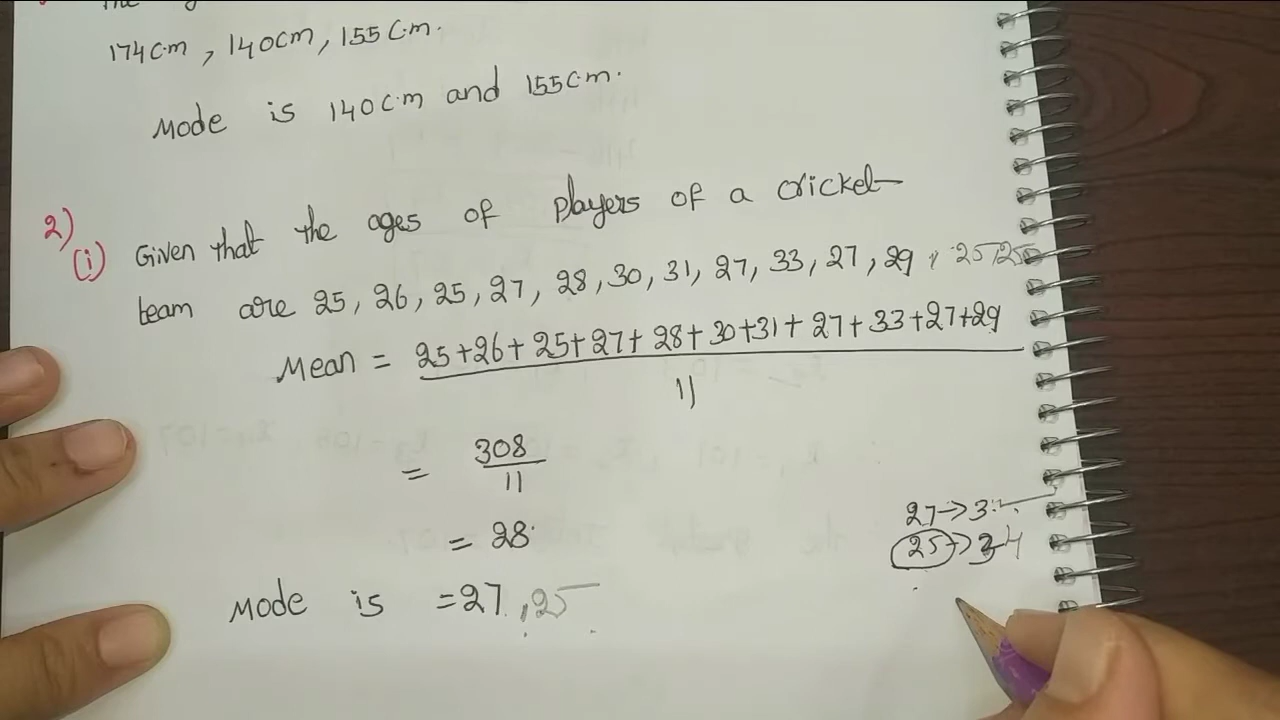 174cm, 140cm, 155cm.
Mode is 140cm and 155cm.
2)
(i) Given that the ages of players of a cricket
team are 25, 26, 25, 27, 28, 30, 31, 27, 33, 27, 29, 25, 25
Mean = 25+26+25+27+28+30+31+27+33+27+29
11
= 308
11
= 28
27→3
25→
Mode is = 27, 25